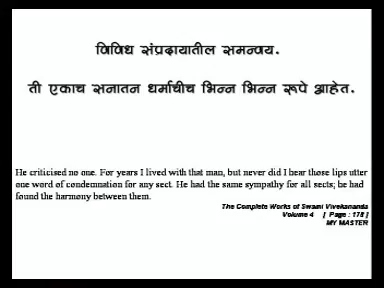 विविध संप्रदायातील समन्वय.
ती एकाच सनातन धर्माचीच भिन्न भिन्न रूपे आहेत.
He criticised no one. For years I lived with that man, but never did I hear those lips utter
one word of condemnation for any sect. He had the same sympathy for all sects; he had
found the harmony between them.
The Complete Works of Swami Vivekananda
Volume 4 [ Page : 178 ]
MY MASTER